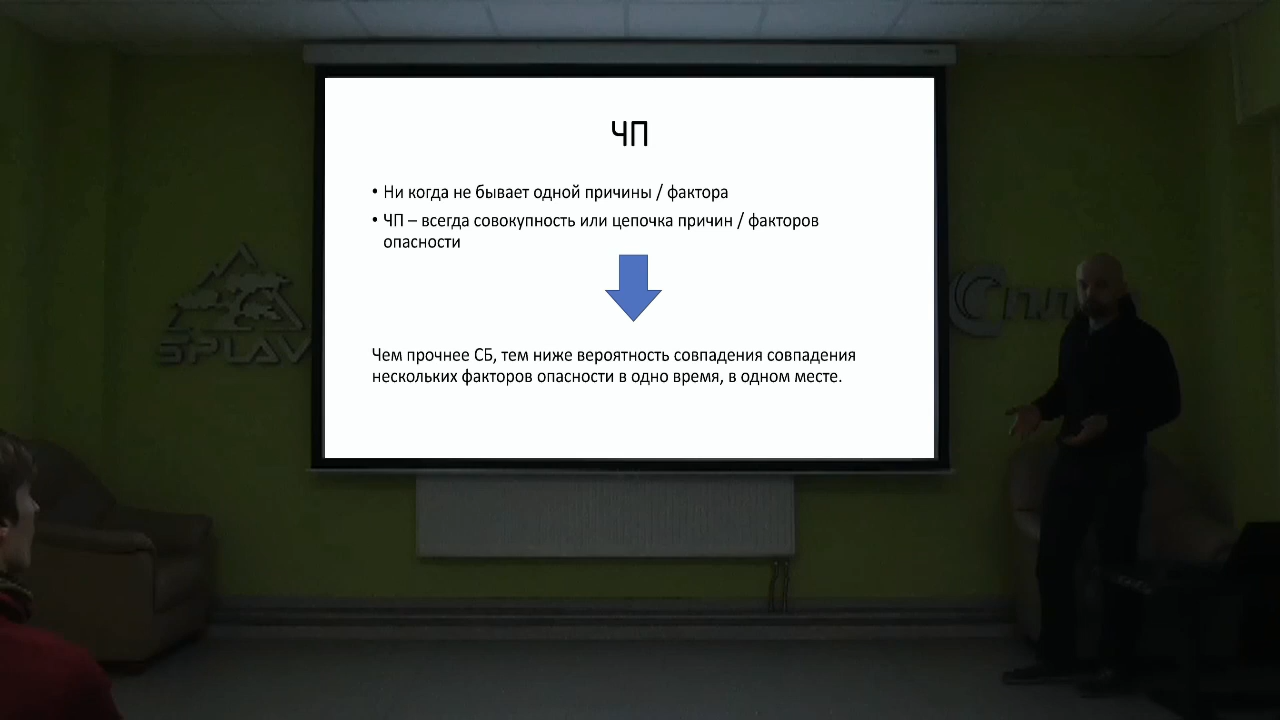 ЧП
• Ни когда не бывает одной причины / фактора
• ЧП – всегда совокупность или цепочка причин / факторов
опасности
Чем прочнее СБ, тем ниже вероятность совпадения совпадения
нескольких факторов опасности в одно время, в одном месте.
SPLAV